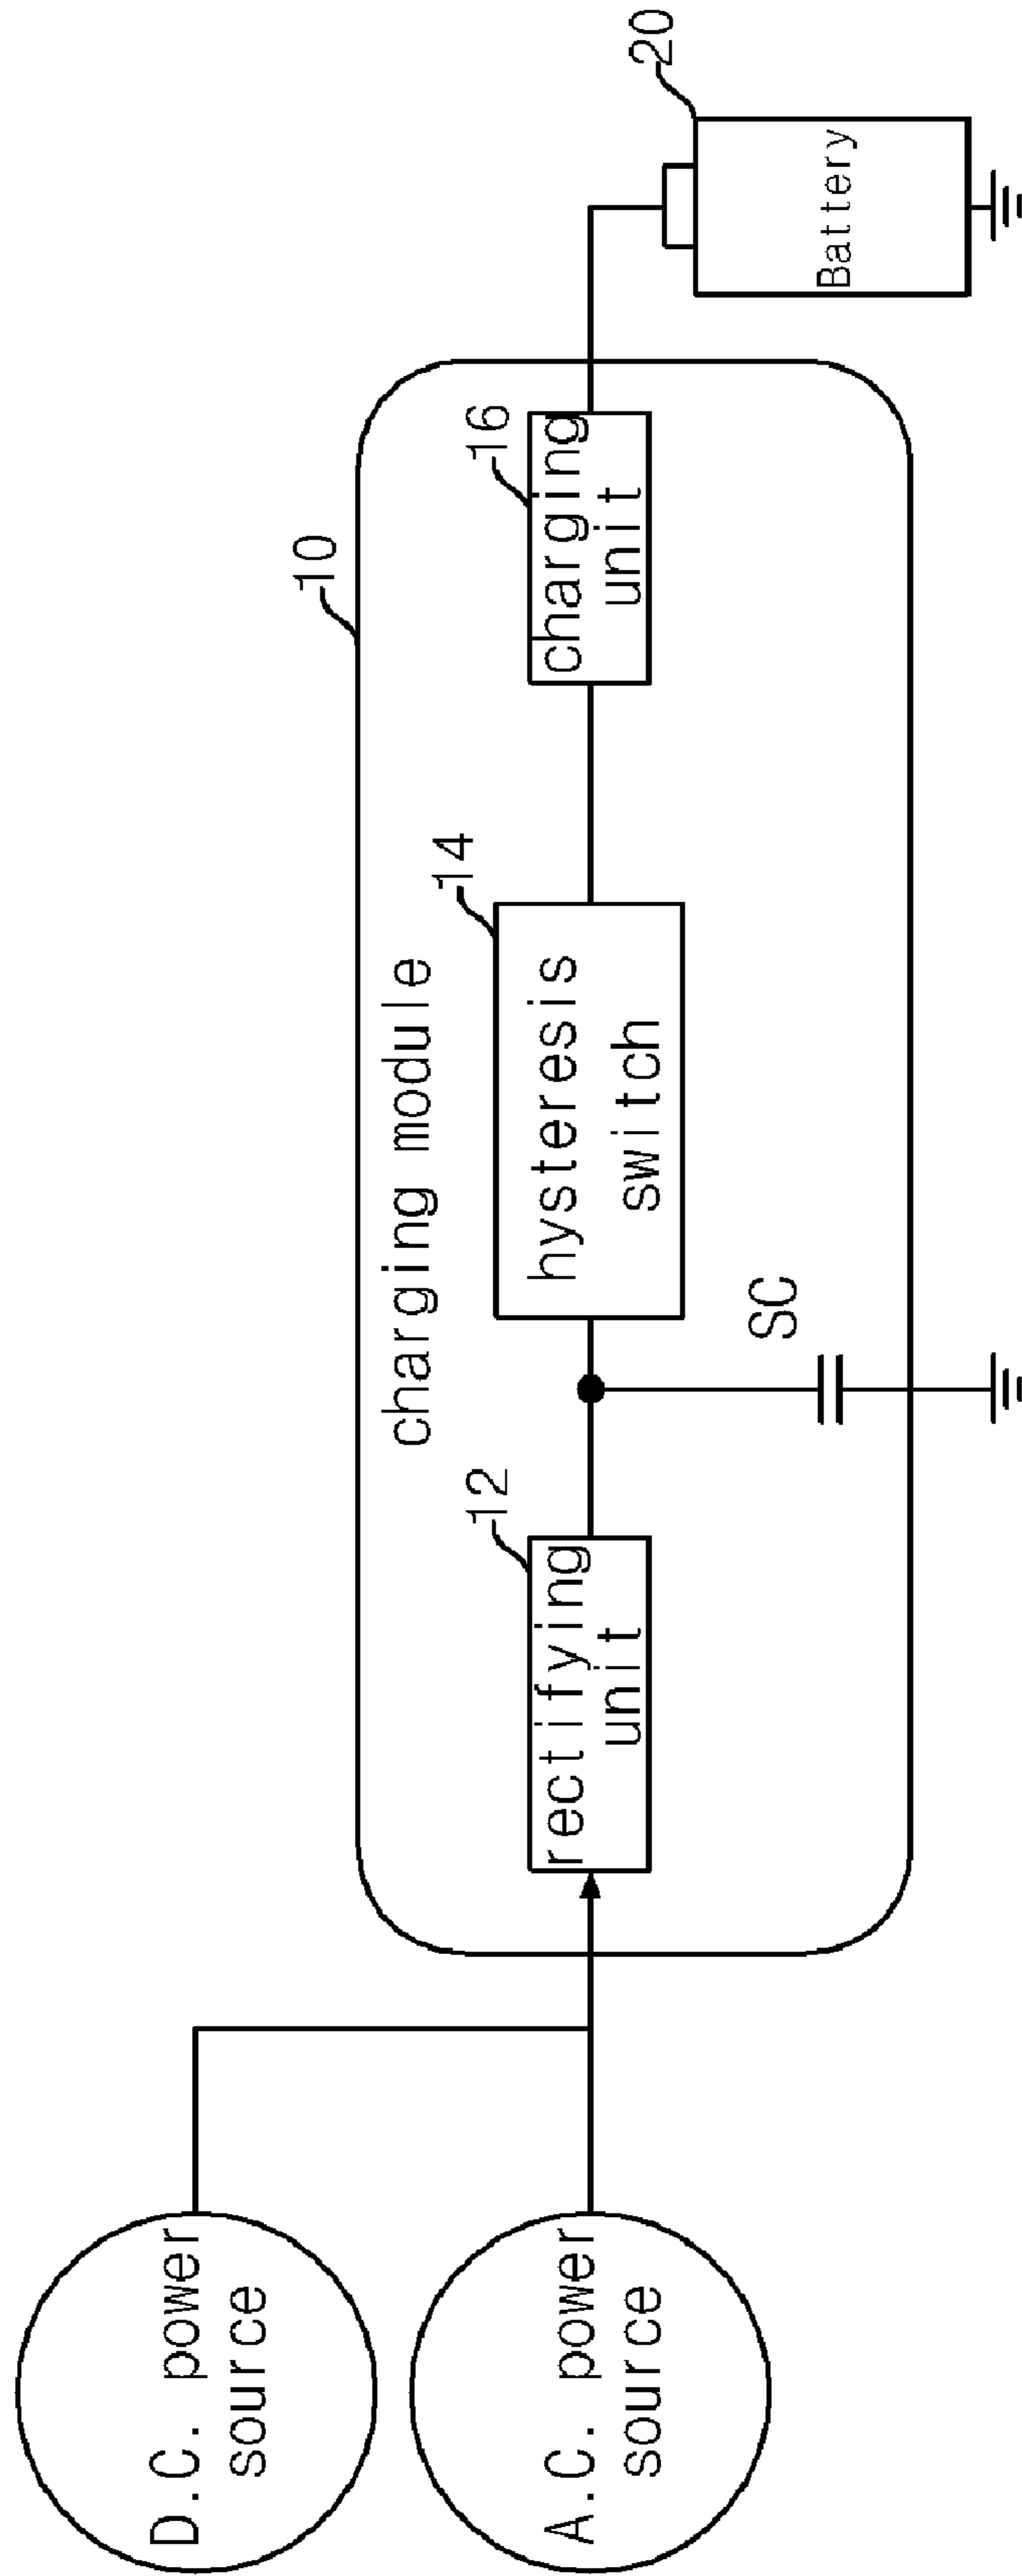 D.C. power
source
A.C. power
source
10
charging module
12
rectifying
unit
SC
14
hysteresis
switch
16
charging
unit
20
Battery